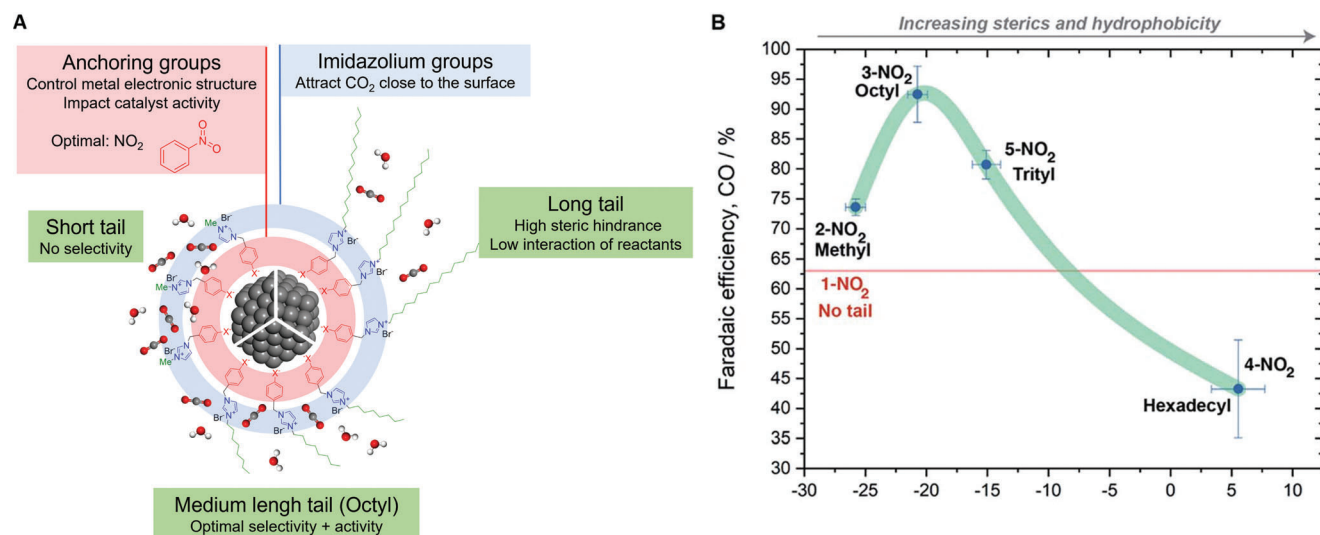 A
Anchoring groups
Control metal electronic structure
Impact catalyst activity
Optimal: NO2
N
O
O
Imidazolium groups
Attract CO2 close to the surface
Short tail
No selectivity
Long tail
High steric hindrance
Low interaction of reactants
Me
Br-
N
N+
X-
Medium lengh tail (Octyl)
Optimal selectivity + activity
B
Increasing sterics and hydrophobicity
Faradaic efficiency, CO / %
100
95
90
85
80
75
70
65
60
55
50
45
40
35
30
3-NO2
Octyl
5-NO2
Trityl
2-NO2
Methyl
1-NO2
No tail
4-NO2
Hexadecyl
-30 -25 -20 -15 -10 -5 0 5 10